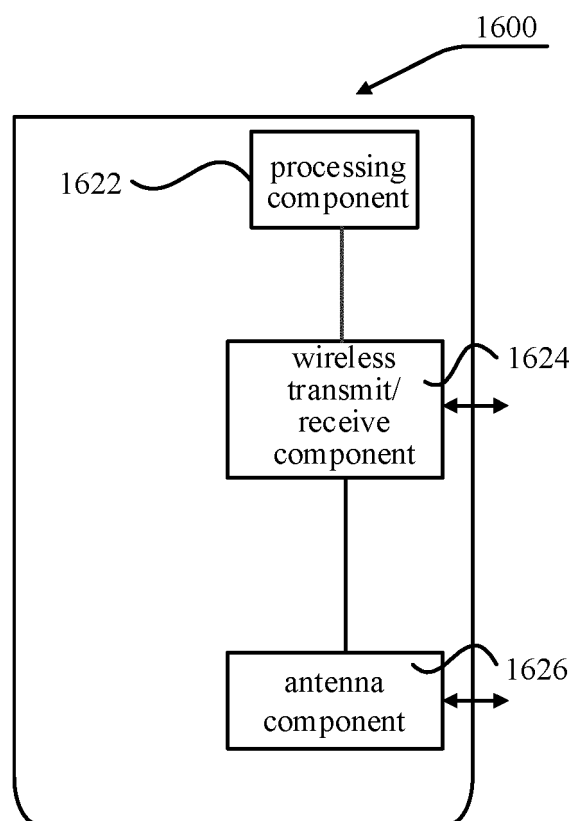 1600
processing
component
1622
wireless
transmit/
receive
component
1624
antenna
component
1626